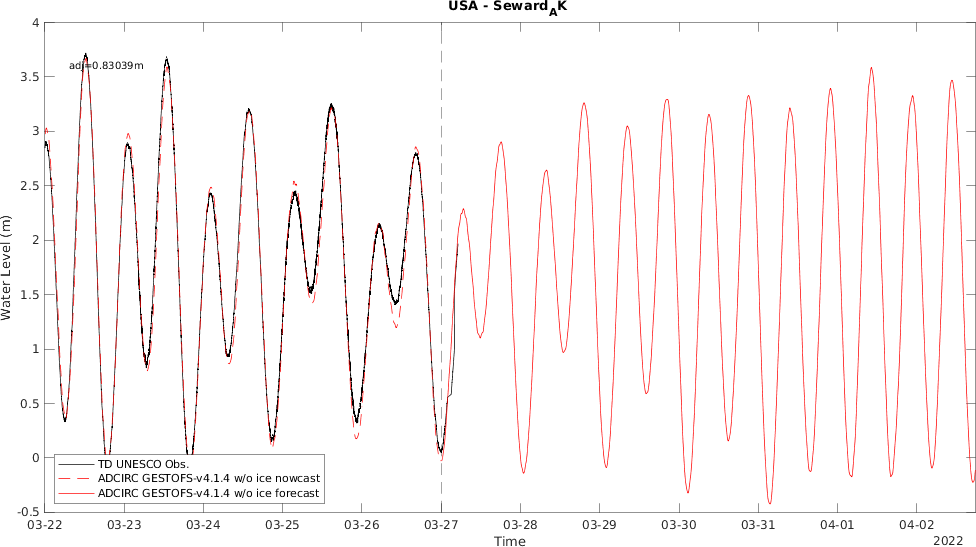 USA - Seward_AK
4
3.5
3
2.5
2
1.5
1
0.5
0
-0.5
Water Level (m)
adj=0.83039m
TD UNESCO Obs.
ADCIRC GESTOFS-v4.1.4 w/o ice nowcast
ADCIRC GESTOFS-v4.1.4 w/o ice forecast
03-22 03-23 03-24 03-25 03-26 03-27 03-28 03-29 03-30 03-31 04-01 04-02
Time
2022